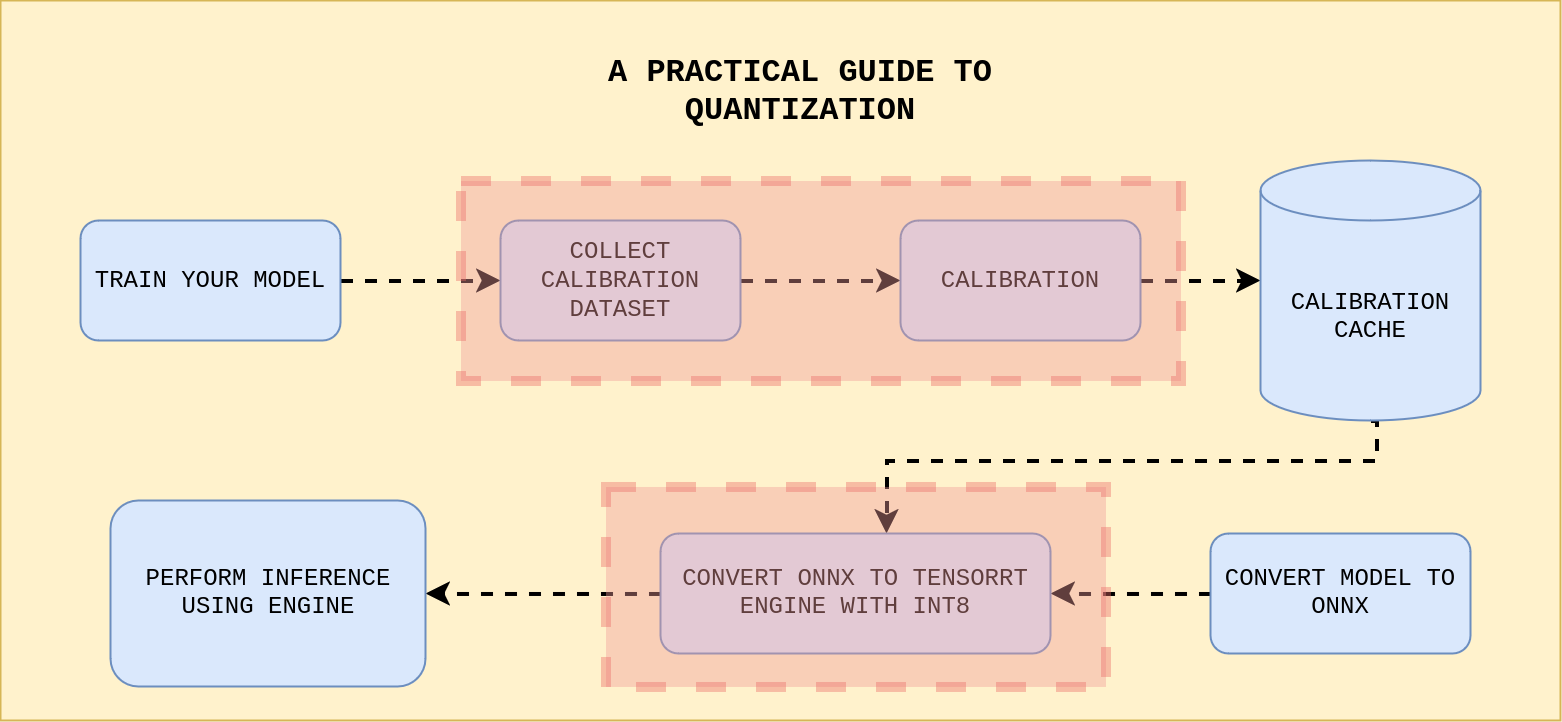 A PRACTICAL GUIDE TO
QUANTIZATION
TRAIN YOUR MODEL
COLLECT
CALIBRATION
DATASET
CALIBRATION
CALIBRATION
CACHE
PERFORM INFERENCE
USING ENGINE
CONVERT ONNX TO TENSORRT
ENGINE WITH INT8
CONVERT MODEL TO
ONNX